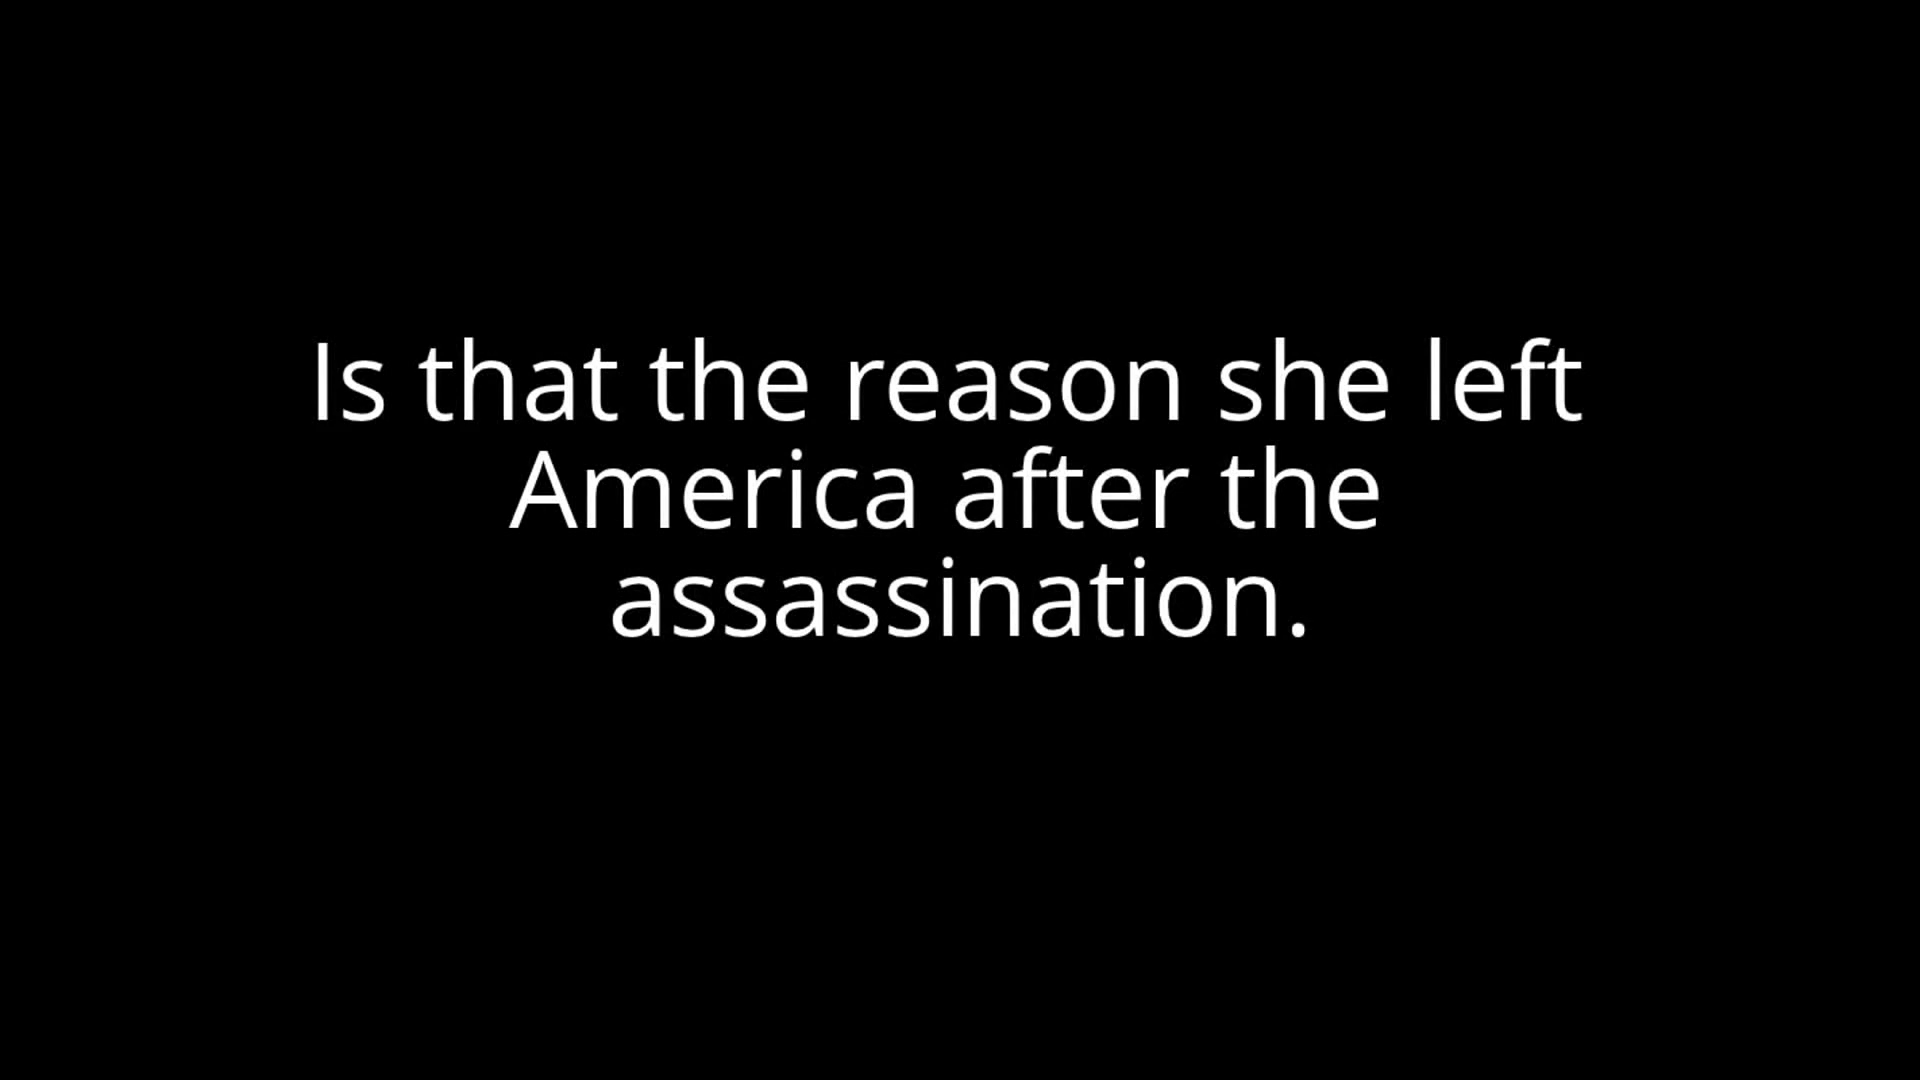 Is that the reason she left
America after the
assassination.